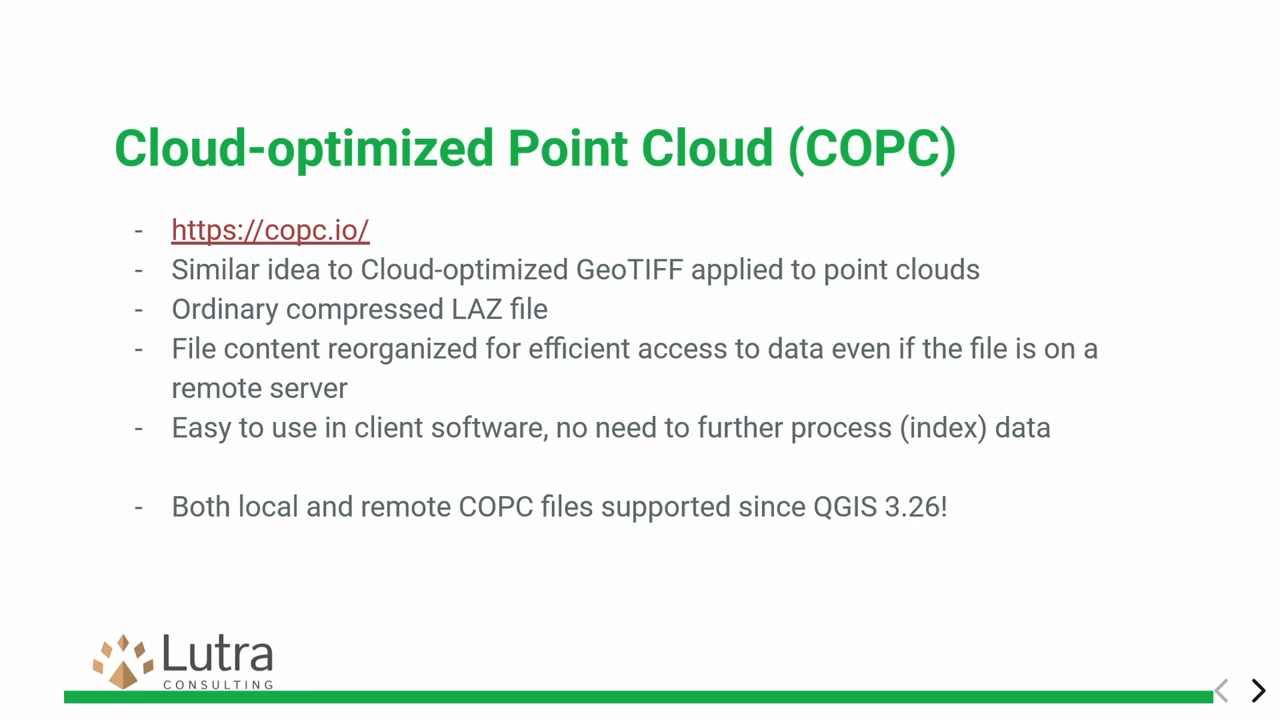 Cloud-optimized Point Cloud (COPC)
- https://copc.io/
- Similar idea to Cloud-optimized GeoTIFF applied to point clouds
- Ordinary compressed LAZ file
- File content reorganized for efficient access to data even if the file is on a
remote server
- Easy to use in client software, no need to further process (index) data
- Both local and remote COPC files supported since QGIS 3.26!
Lutra
CONSULTING